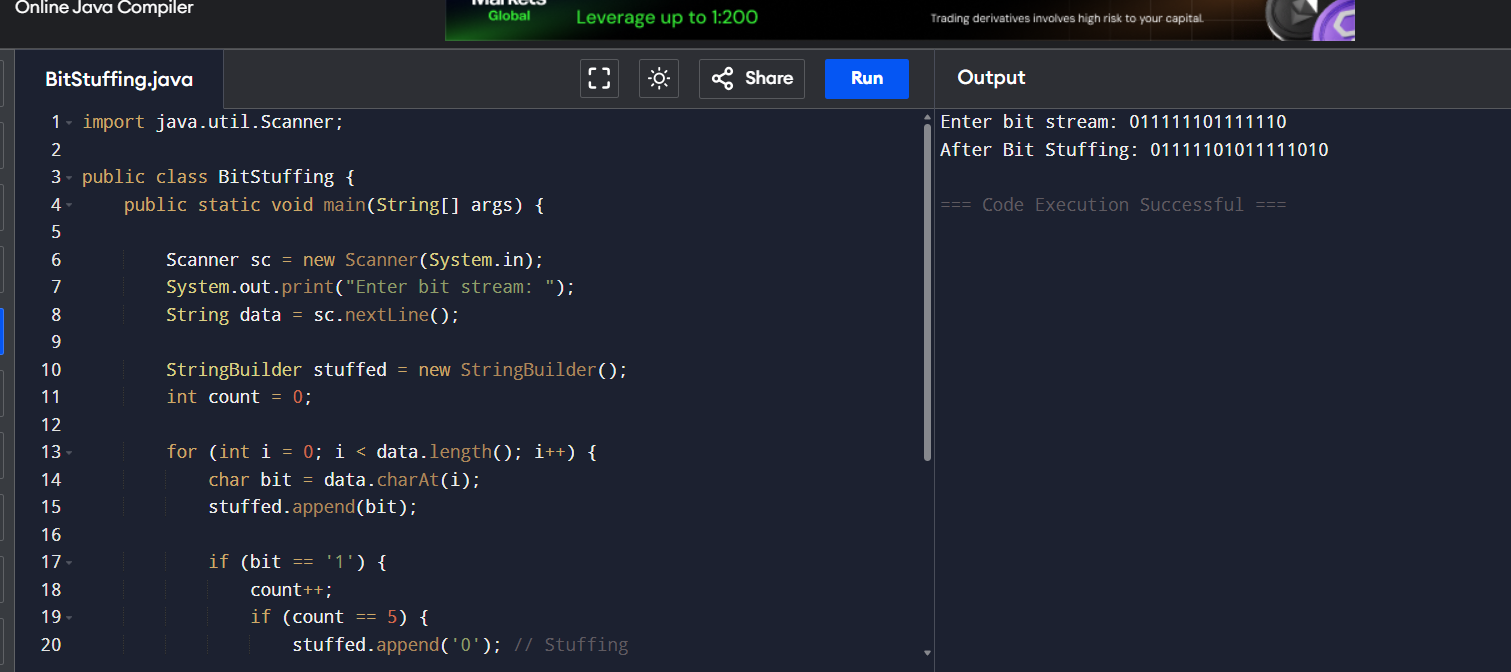 Online Java Compiler
Markets
Global
Leverage up to 1:200
Trading derivatives involves high risk to your capital.
BitStuffing.java
Share
Run
Output
1 import java.util.Scanner;
2
3 public class BitStuffing {
4 public static void main(String[] args) {
5
6 Scanner sc = new Scanner(System.in);
7 System.out.print("Enter bit stream: ");
8 String data = sc.nextLine();
9
10 StringBuilder stuffed = new StringBuilder();
11 int count = 0;
12
13 for (int i = 0; i < data.length(); i++) {
14 char bit = data.charAt(i);
15 stuffed.append(bit);
16
17 if (bit == '1') {
18 count++;
19 if (count == 5) {
20 stuffed.append('0'); // Stuffing
Enter bit stream: 011111101111110
After Bit Stuffing: 01111101011111010
=== Code Execution Successful ===